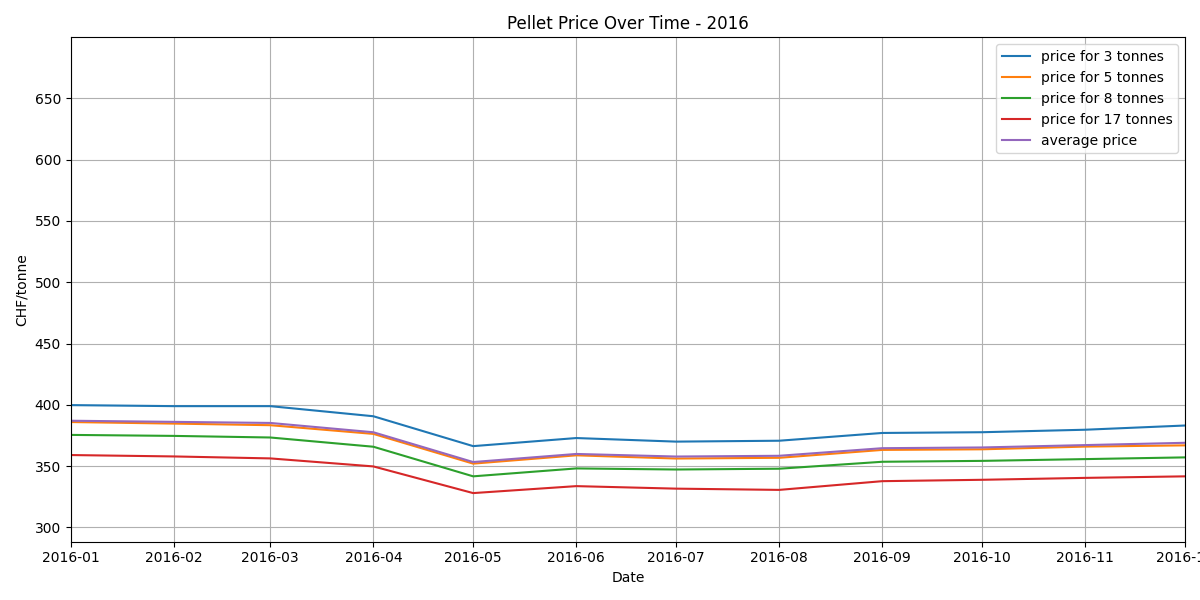 Pellet Price Over Time - 2016
price for 3 tonnes
price for 5 tonnes
price for 8 tonnes
price for 17 tonnes
average price
CHF/tonne
650
600
550
500
450
400
350
300
2016-01 2016-02 2016-03 2016-04 2016-05 2016-06 2016-07 2016-08 2016-09 2016-10 2016-11 2016-1
Date